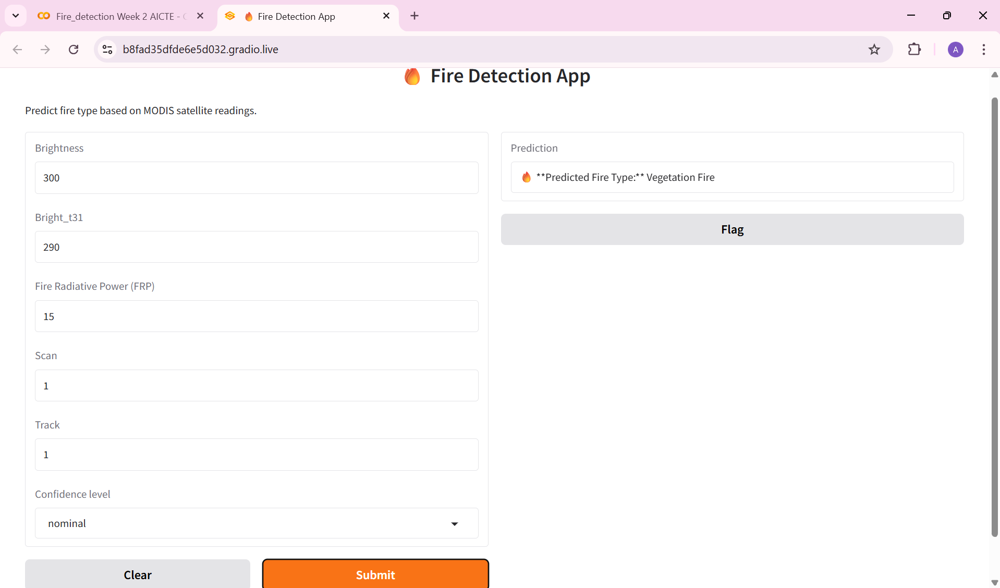 Fire_detection Week 2 AICTE -
Fire Detection App
b8fad35dfde6e5d032.gradio.live
A
Fire Detection App
Predict fire type based on MODIS satellite readings.
Brightness
300
Bright_t31
290
Fire Radiative Power (FRP)
15
Scan
1
Track
1
Confidence level
nominal
Clear
Submit
Prediction
**Predicted Fire Type:** Vegetation Fire
Flag